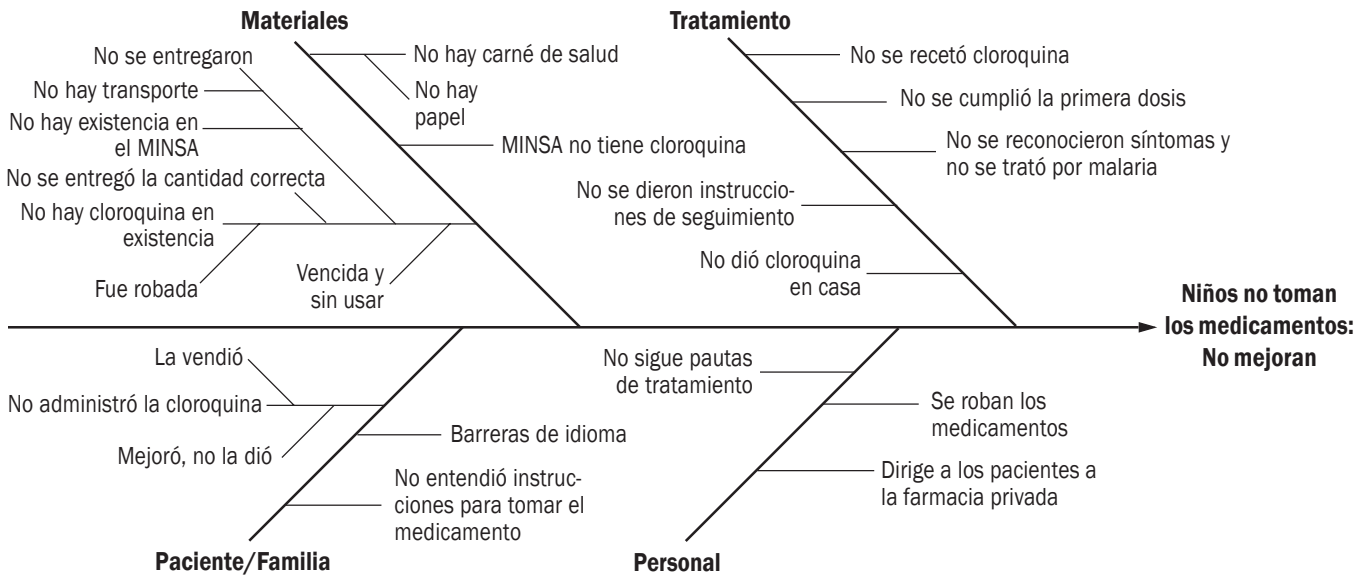 Materiales
No se entregaron
No hay transporte
No hay existencia en
el MINSA
No se entregó la cantidad correcta
No hay cloroquina en
existencia
Fue robada
Vencida y
sin usar
No hay carné de salud
No hay
papel
MINSA no tiene cloroquina
Tratamiento
No se recetó cloroquina
No se cumplió la primera dosis
No se reconocieron síntomas y
no se trató por malaria
No se dieron instruccio-
nes de seguimiento
No dió cloroquina
en casa
Niños no toman
los medicamentos:
No mejoran
La vendió
No administró la cloroquina
Mejoró, no la dió
Barreras de idioma
No entendió instruc-
ciones para tomar el
medicamento
Paciente/Familia
No sigue pautas
de tratamiento
Se roban los
medicamentos
Dirige a los pacientes a
la farmacia privada
Personal